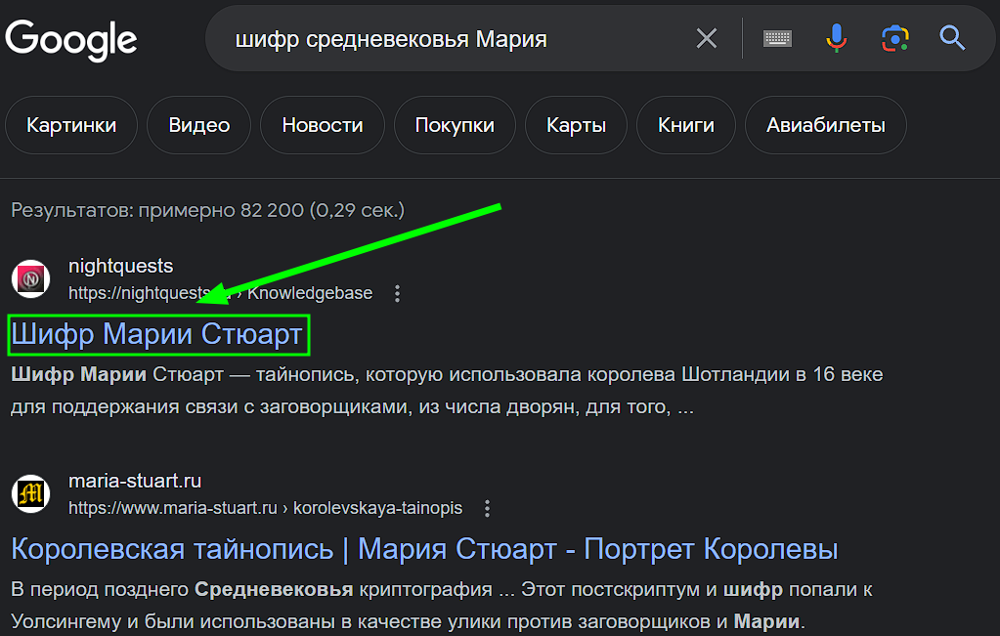 Google
шифр средневековья Мария
Картинки Видео Новости Покупки Карты Книги Авиабилеты
Результатов: примерно 82 200 (0,29 сек.)
nightquests
https://nightquests › Knowledgebase
Шифр Марии Стюарт
Шифр Марии Стюарт — тайнопись, которую использовала королева Шотландии в 16 веке
для поддержания связи с заговорщиками, из числа дворян, для того, ...
maria-stuart.ru
https://www.maria-stuart.ru › korolevskaya-tainopis
Королевская тайнопись | Мария Стюарт - Портрет Королевы
В период позднего Средневековья криптография ... Этот постскриптум и шифр попали к
Уолсингему и были использованы в качестве улики против заговорщиков и Марии.